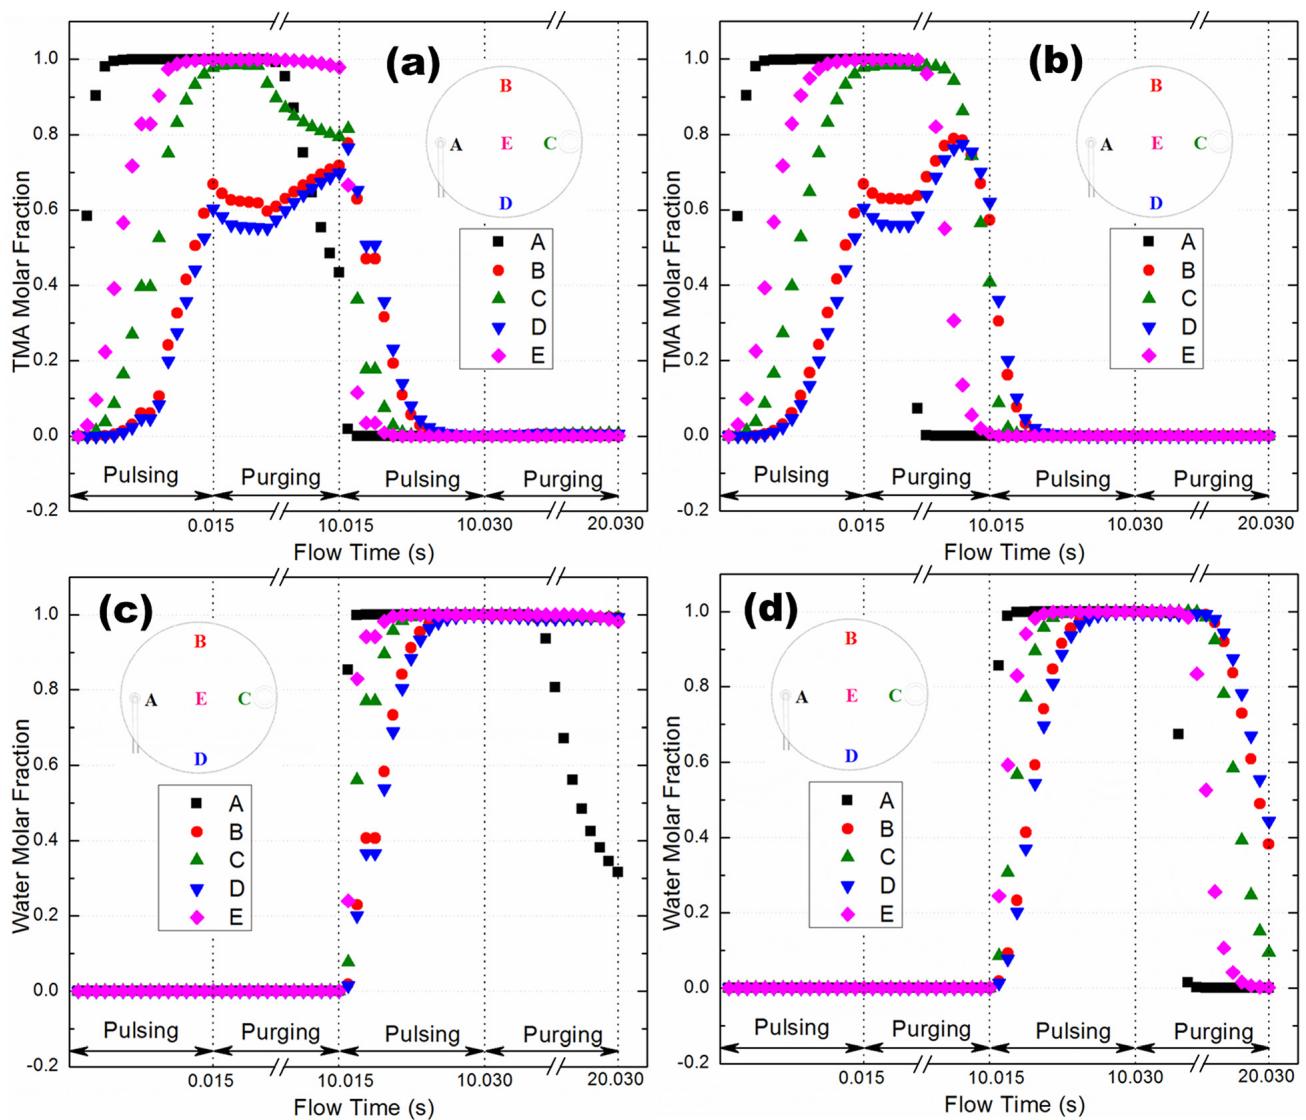 (a)
1.0
0.8
0.6
0.4
0.2
0.0
-0.2
TMA Molar Fraction
B
A E C
D
A
B
C
D
E
Pulsing Purging Pulsing Purging
0.015 10.015 10.030 20.030
Flow Time (s)
(b)
1.0
0.8
0.6
0.4
0.2
0.0
-0.2
TMA Molar Fraction
B
A E C
D
A
B
C
D
E
Pulsing Purging Pulsing Purging
0.015 10.015 10.030 20.030
Flow Time (s)
(c)
1.0
0.8
0.6
0.4
0.2
0.0
-0.2
Water Molar Fraction
B
A E C
D
A
B
C
D
E
Pulsing Purging Pulsing Purging
0.015 10.015 10.030 20.030
Flow Time (s)
(d)
1.0
0.8
0.6
0.4
0.2
0.0
-0.2
Water Molar Fraction
B
A E C
D
A
B
C
D
E
Pulsing Purging Pulsing Purging
0.015 10.015 10.030 20.030
Flow Time (s)